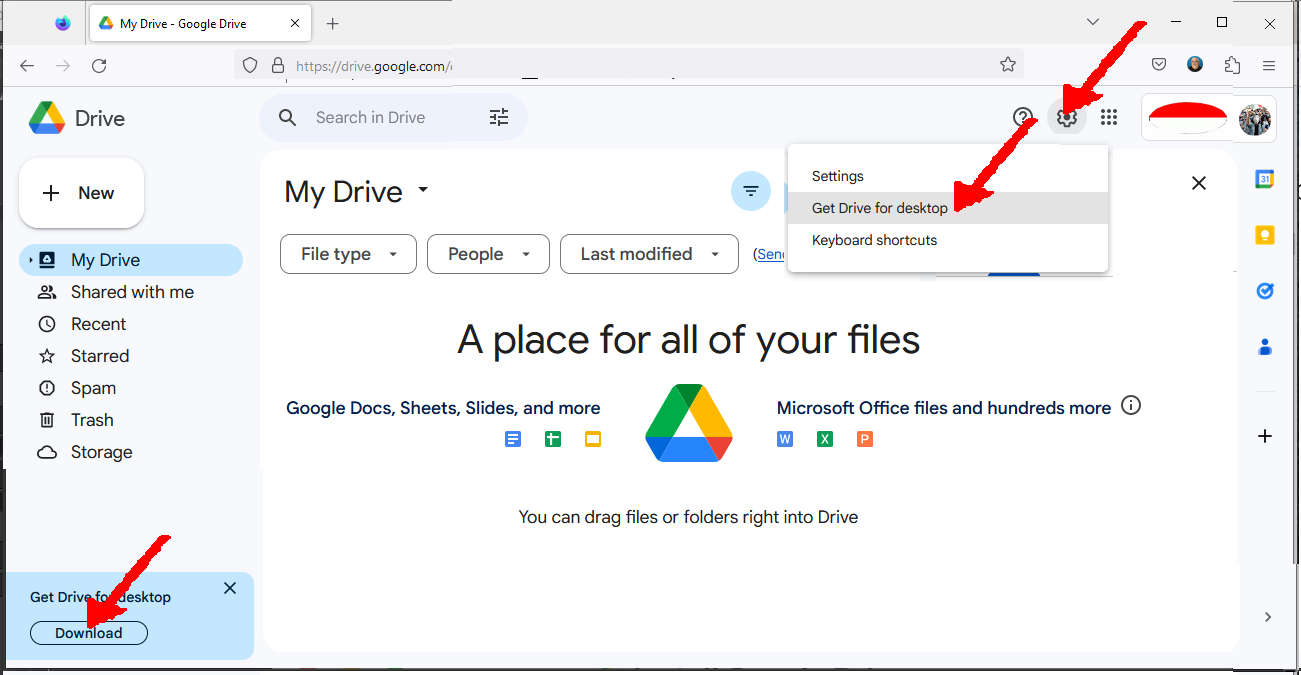 My Drive - Google Drive
https://drive.google.com/
Drive
Search in Drive
New
My Drive
Settings
Get Drive for desktop
Keyboard shortcuts
31
File type
People
Last modified
(Send
My Drive
Shared with me
Recent
Starred
Spam
Trash
Storage
A place for all of your files
Google Docs, Sheets, Slides, and more
Microsoft Office files and hundreds more
W X P
You can drag files or folders right into Drive
Get Drive for desktop
Download